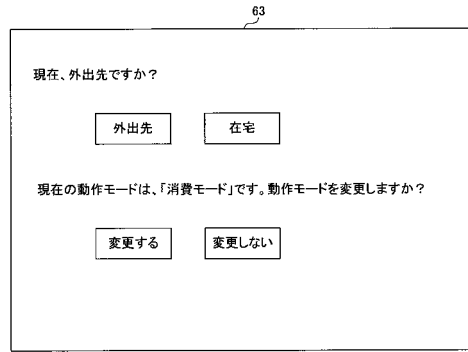 63
現在、外出先ですか?
外出先 在宅
現在の動作モードは、「消費モード」です。動作モードを変更しますか?
変更する 変更しない